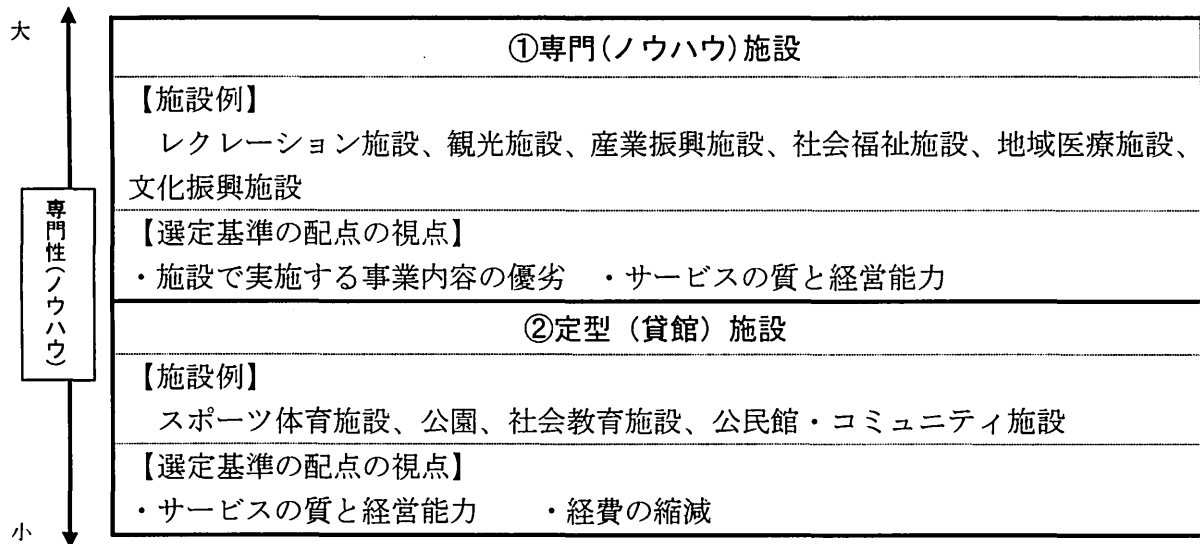 大
①専門(ノウハウ)施設
【施設例】
レクレーション施設、観光施設、産業振興施設、社会福祉施設、地域医療施設、
文化振興施設
【選定基準の配点の視点】
・施設で実施する事業内容の優劣 ・サービスの質と経営能力
専門性(ノウハウ)
②定型（貸館）施設
【施設例】
スポーツ体育施設、公園、社会教育施設、公民館・コミュニティ施設
【選定基準の配点の視点】
・サービスの質と経営能力 ・経費の縮減
小